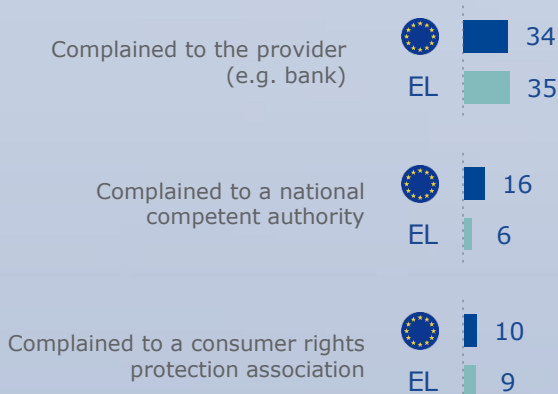 Complained to the provider
(e.g. bank)
34
EL 35
Complained to a national
competent authority
16
EL 6
Complained to a consumer rights
protection association
10
EL 9